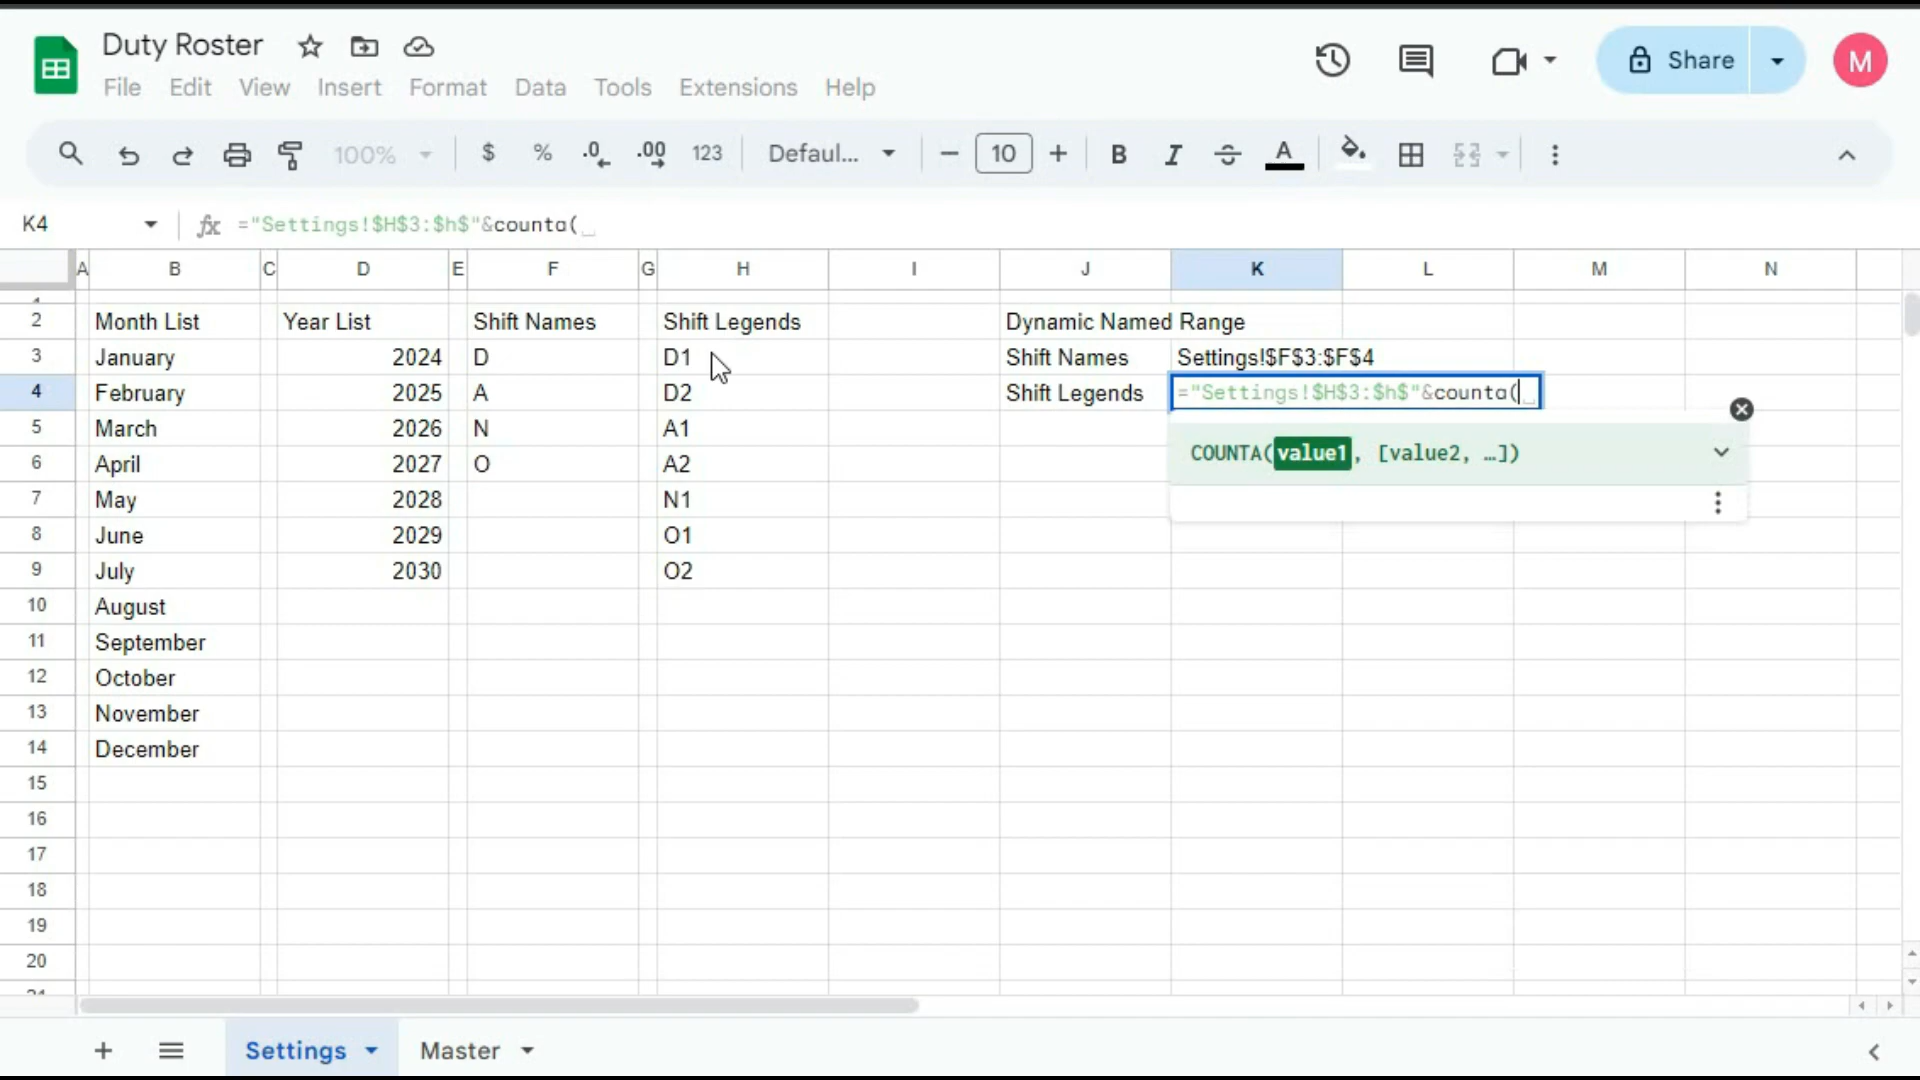 Duty Roster
File Edit View Insert Format Data Tools Extensions Help
Share
M
100% $ % .0 .00 123 Defaul... 10 B I S A
K4 fx ="Settings!$H$3:$h$"&counta(
A B C D E F G H I J K L M N
2 Month List Year List Shift Names Shift Legends Dynamic Named Range
3 January 2024 D D1 Shift Names Settings!$F$3:$F$4
4 February 2025 A D2 Shift Legends ="Settings!$H$3:$h$"&counta(
5 March 2026 N A1
COUNTA(value1, [value2, …])
6 April 2027 O A2
7 May 2028 N1
8 June 2029 O1
9 July 2030 O2
10 August
11 September
12 October
13 November
14 December
15
16
17
18
19
20
Settings Master